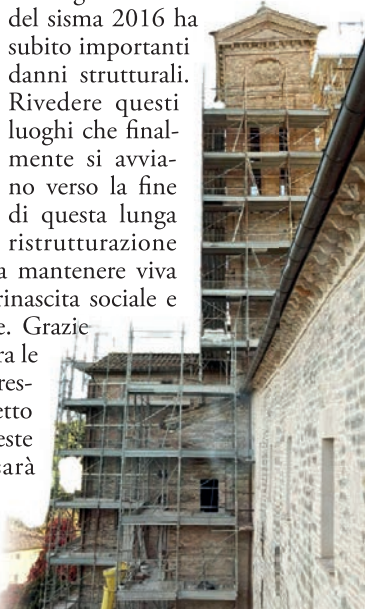 del sisma 2016 ha
subito importanti
danni strutturali.
Rivedere questi
luoghi che final-
mente si avvia-
no verso la fine
di questa lunga
ristrutturazione
a mantenere viva
rinascita sociale e
e. Grazie
ra le
res-
etto
este
sarà